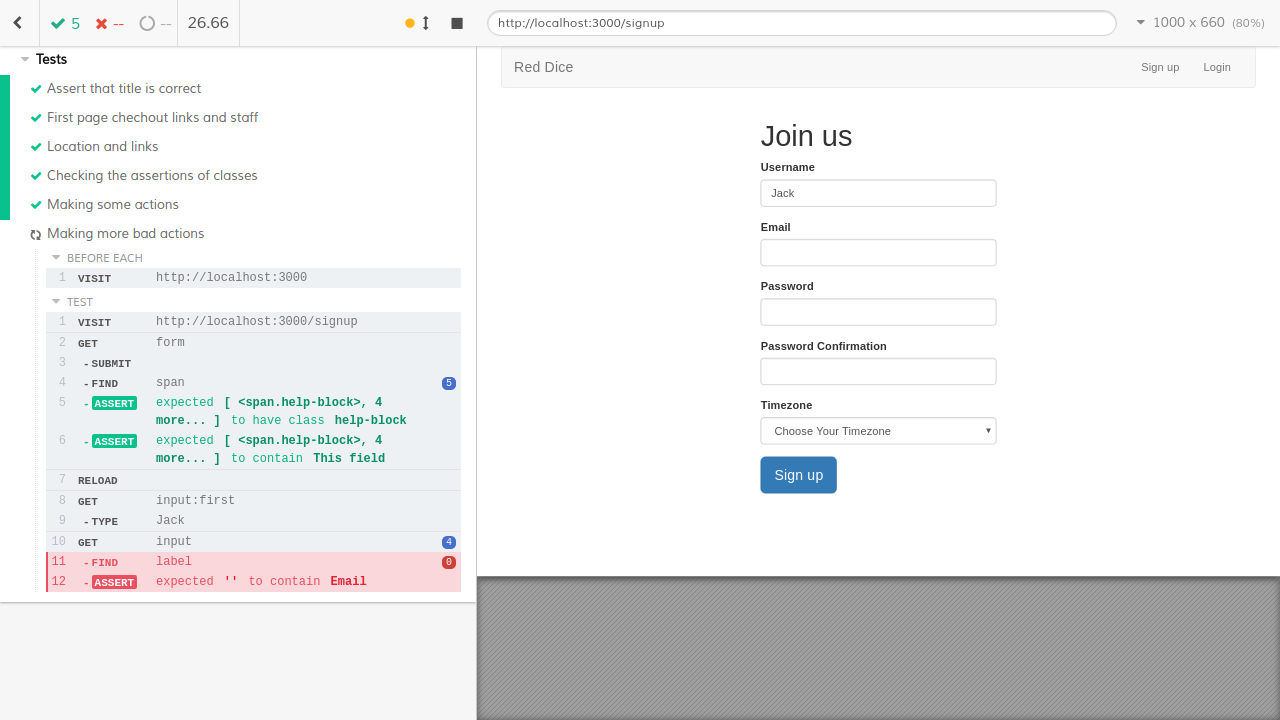 5 -- -- 26.66
http://localhost:3000/signup
1000 x 660 (80%)
Tests
Assert that title is correct
First page chechout links and staff
Location and links
Checking the assertions of classes
Making some actions
Making more bad actions
BEFORE EACH
1 VISIT http://localhost:3000
TEST
1 VISIT http://localhost:3000/signup
2 GET form
3 -SUBMIT
4 -FIND span 5
5 -ASSERT expected [ <span.help-block>, 4
more... ] to have class help-block
6 -ASSERT expected [ <span.help-block>, 4
more... ] to contain This field
7 RELOAD
8 GET input:first
9 -TYPE Jack
10 GET input 4
11 -FIND label 0
12 -ASSERT expected '' to contain Email
Red Dice
Sign up Login
Join us
Username
Jack
Email
Password
Password Confirmation
Timezone
Choose Your Timezone
Sign up